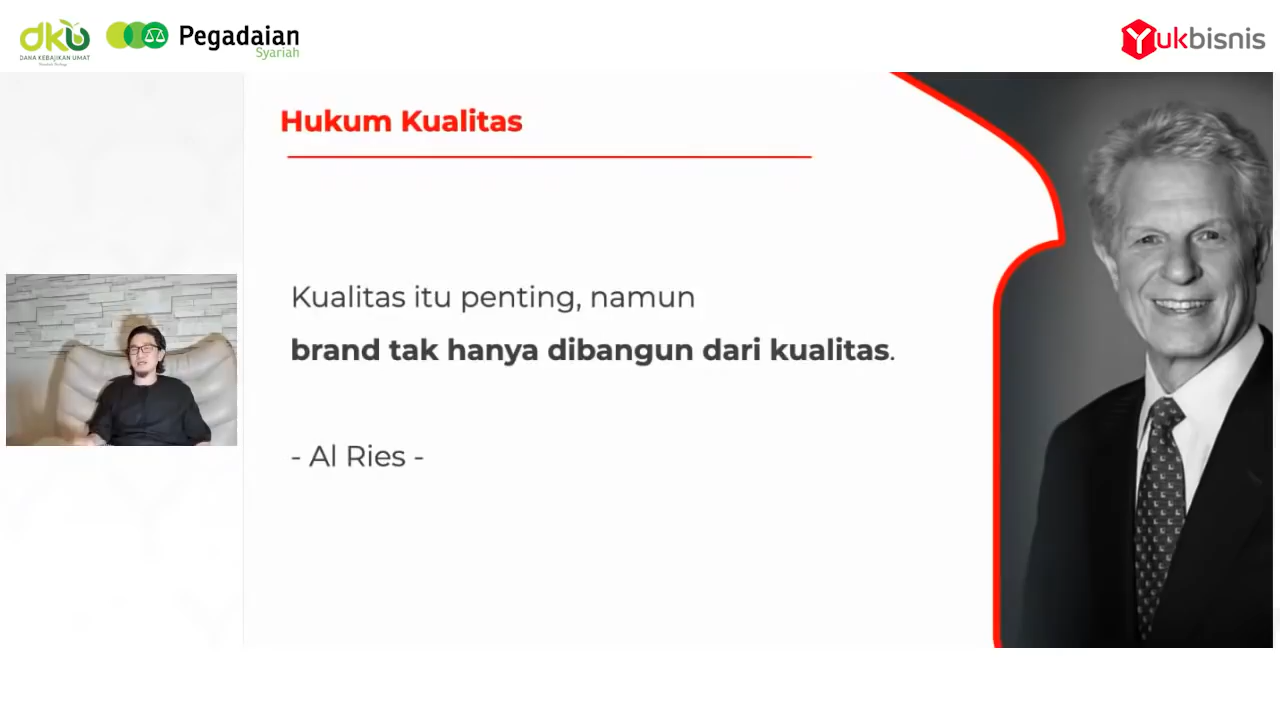 dku
DANA KEBAJIKAN UMAT
Pegadaian
Syariah
Yukbisnis
Hukum Kualitas
Kualitas itu penting, namun
brand tak hanya dibangun dari kualitas.
- Al Ries -